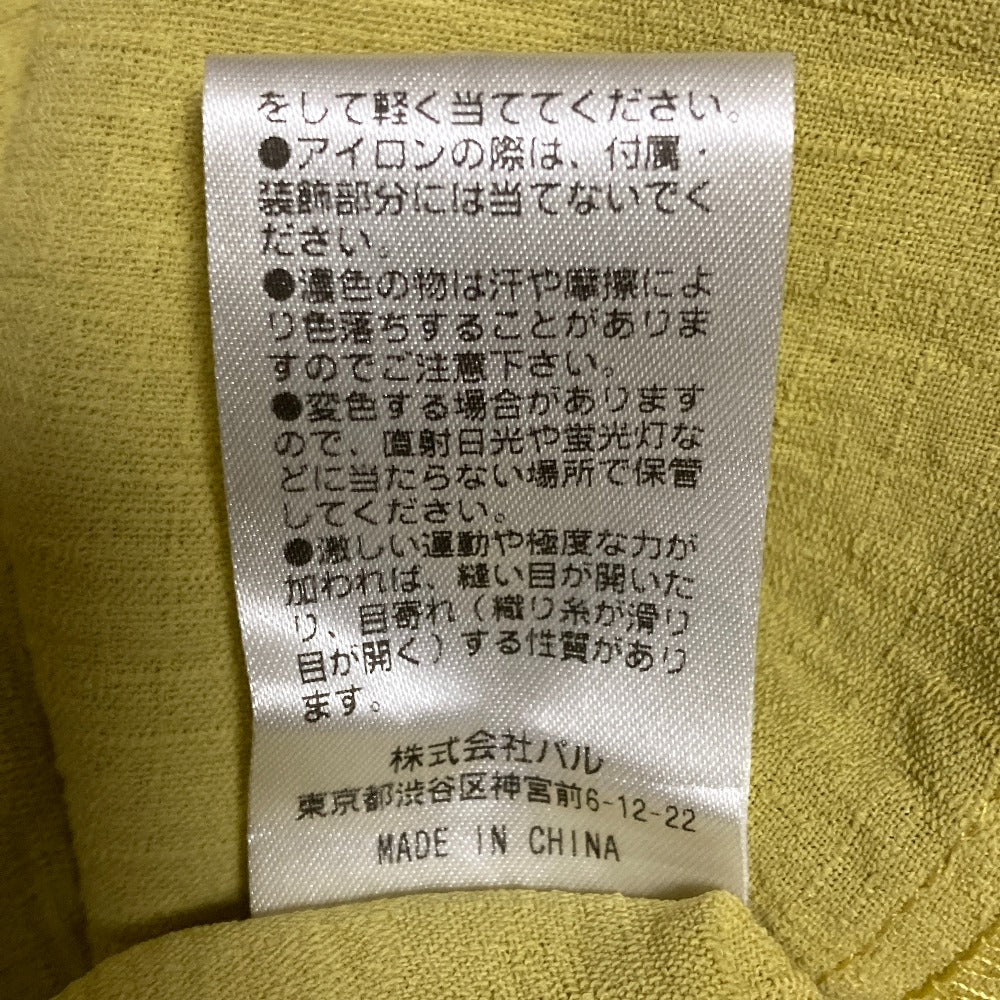 をして軽く当ててください。
●アイロンの際は、付属・
装飾部分には当てないでく
ださい。
●濃色の物は汗や摩擦によ
り色落ちすることがありま
すのでご注意下さい。
●変色する場合があります
ので、直射日光や蛍光灯な
どに当たらない場所で保管
してください。
●激しい運動や極度な力が
加われば、縫い目が開いた
り、目寄れ（織り糸が滑り
目が開く）する性質があり
ます。
株式会社パル
東京都渋谷区神宮前6-12-22
MADE IN CHINA